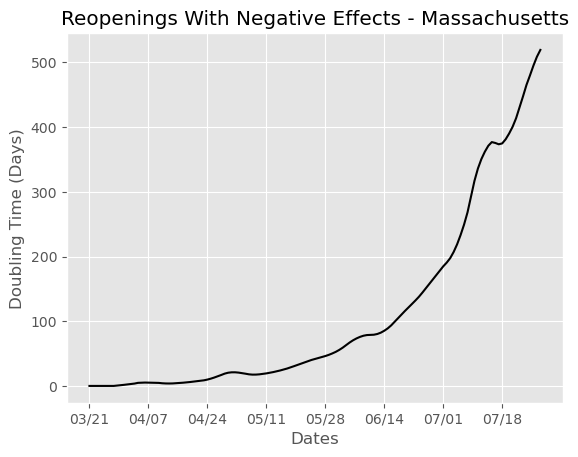 Reopenings With Negative Effects - Massachusetts
500
400
300
200
100
0
Doubling Time (Days)
03/21 04/07 04/24 05/11 05/28 06/14 07/01 07/18
Dates